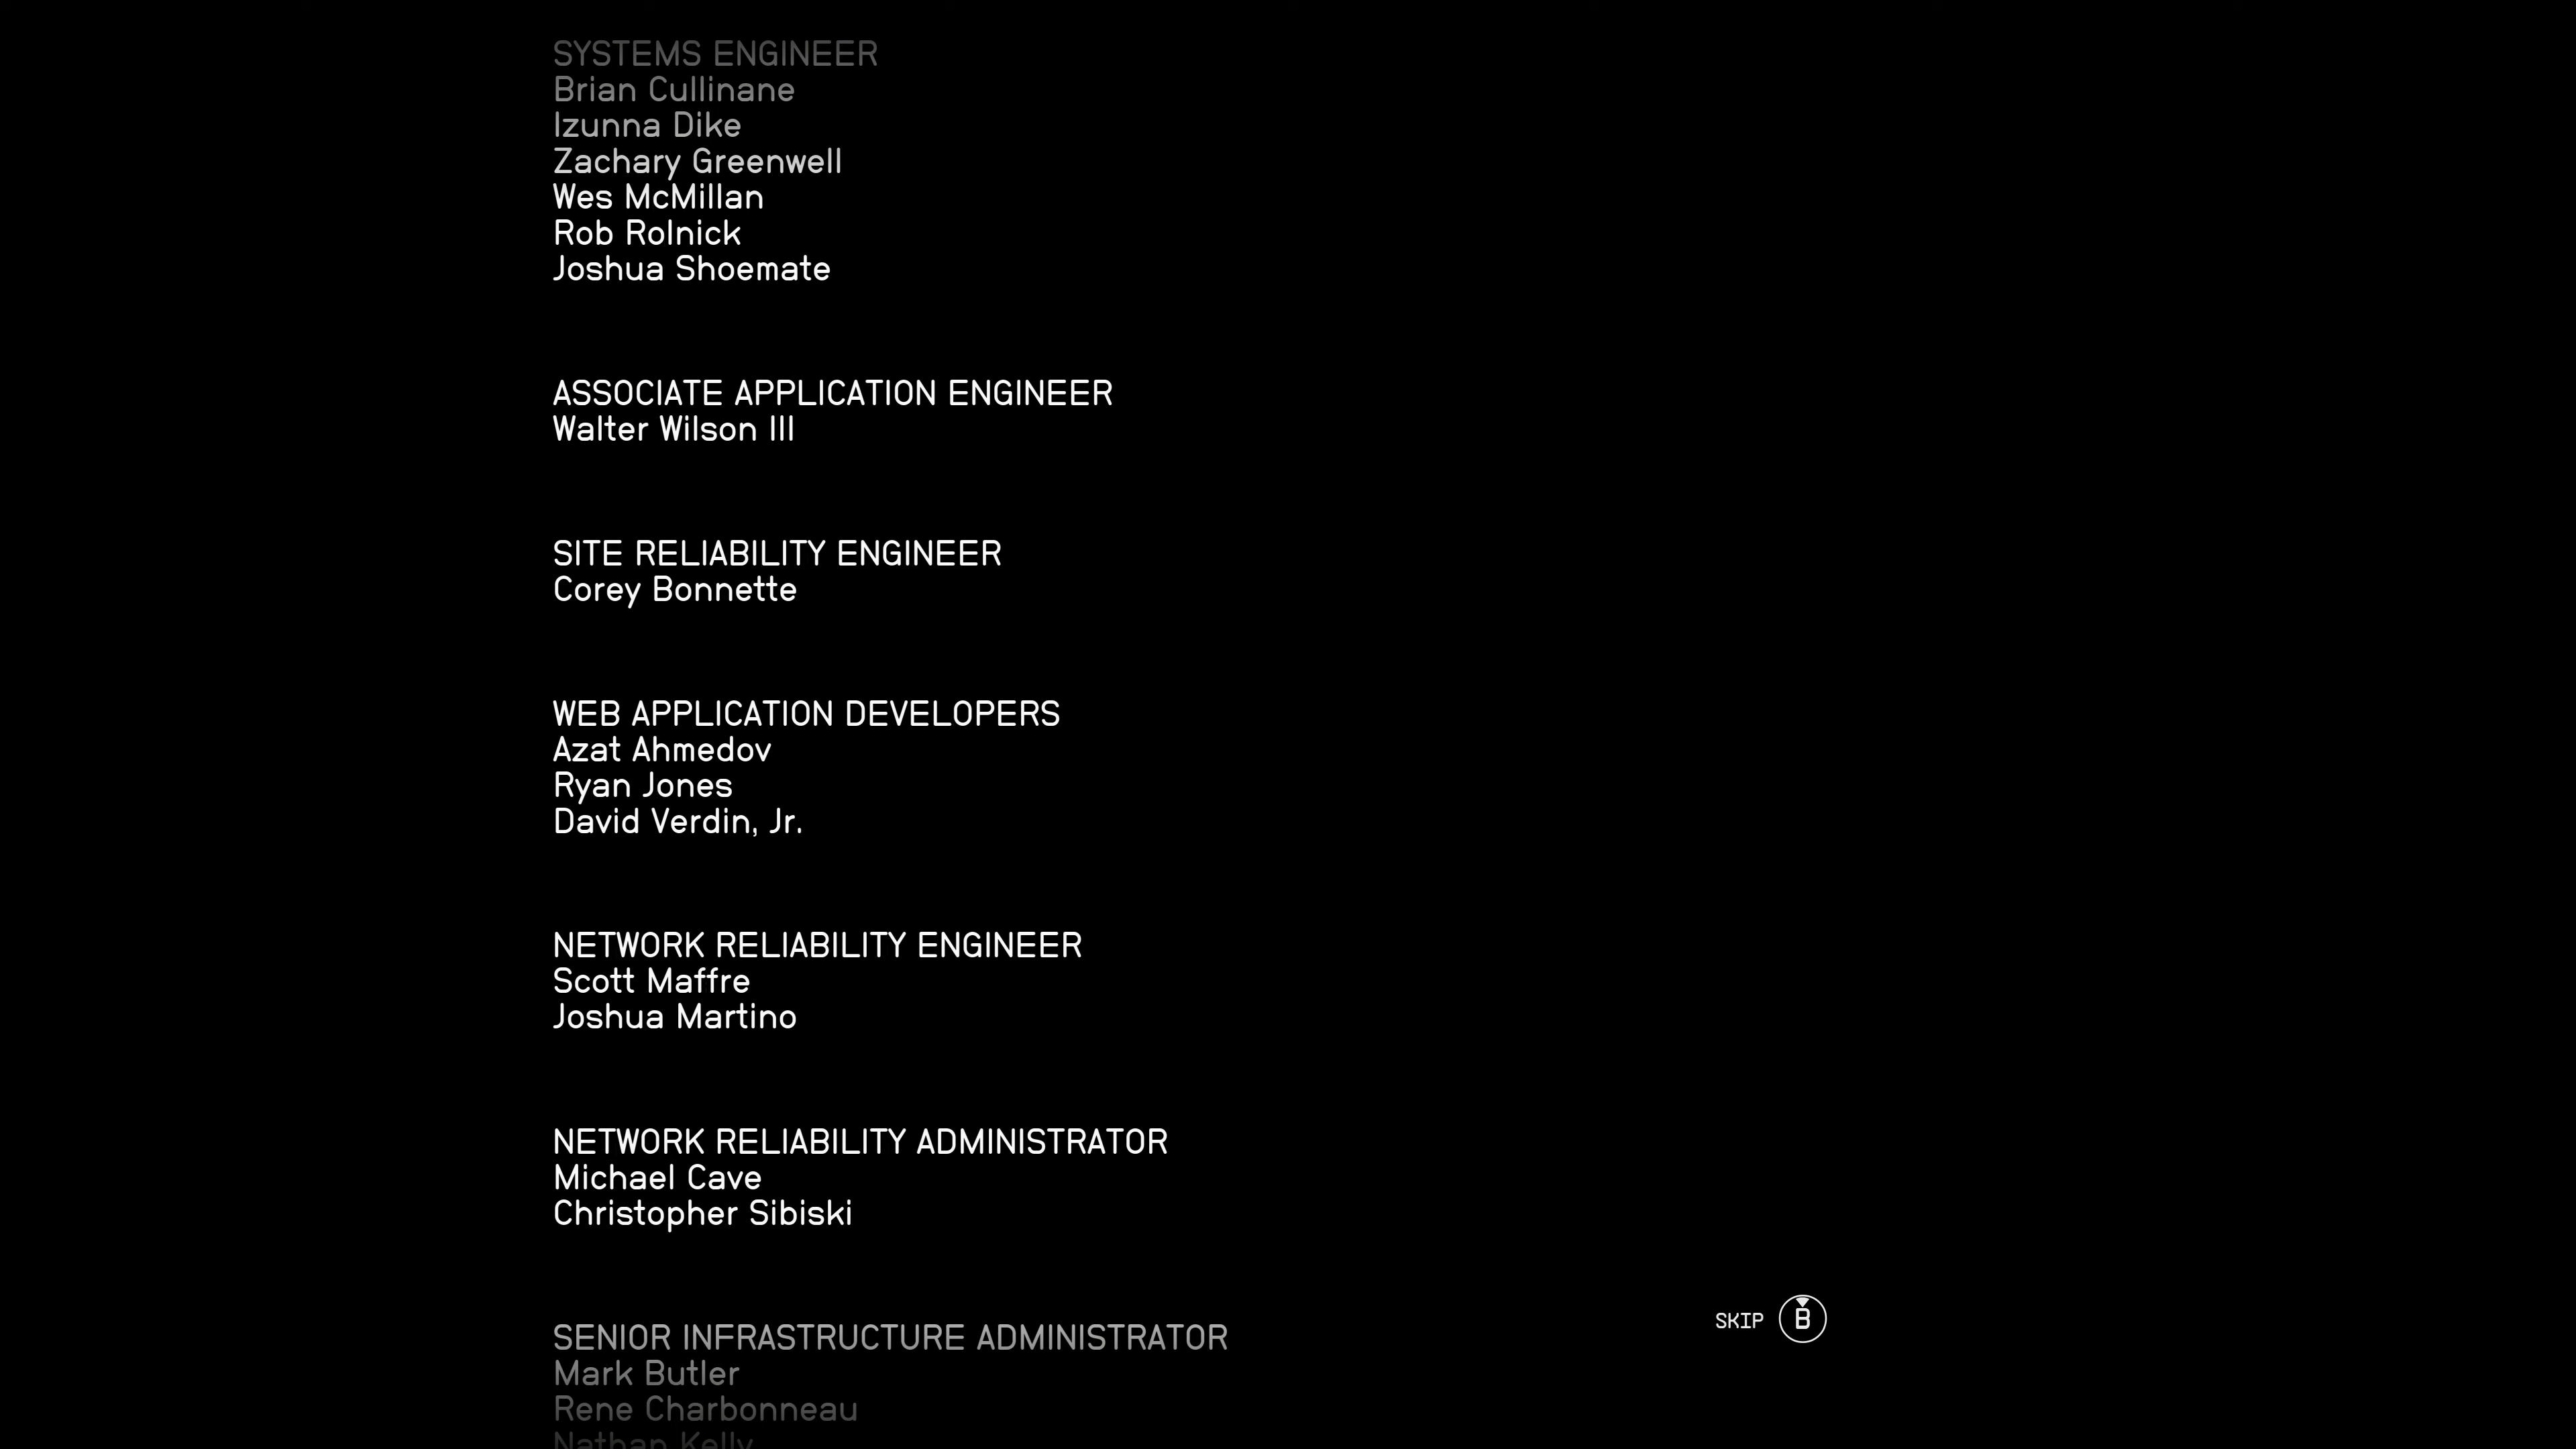 SYSTEMS ENGINEER
Brian Cullinane
Izunna Dike
Zachary Greenwell
Wes McMillan
Rob Rolnick
Joshua Shoemate
ASSOCIATE APPLICATION ENGINEER
Walter Wilson III
SITE RELIABILITY ENGINEER
Corey Bonnette
WEB APPLICATION DEVELOPERS
Azat Ahmedov
Ryan Jones
David Verdin, Jr.
NETWORK RELIABILITY ENGINEER
Scott Maffre
Joshua Martino
NETWORK RELIABILITY ADMINISTRATOR
Michael Cave
Christopher Sibiski
SENIOR INFRASTRUCTURE ADMINISTRATOR
Mark Butler
Rene Charbonneau
Nathan Kelly
SKIP B